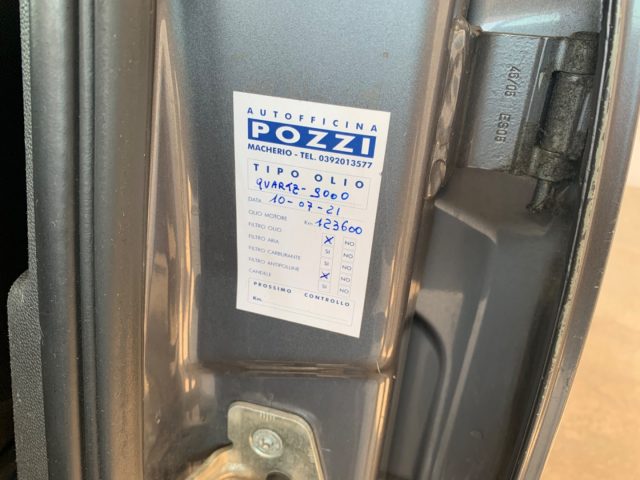 AUTOFFICINA
POZZI
MACHERIO - TEL. 0392013577
TIPO OLIO
QUARTZ-9000
DATA 10-07-21
OLIO MOTORE Km. 123600
FILTRO OLIO X NO
FILTRO ARIA SI NO
FILTRO CARBURANTE SI NO
FILTRO ANTIPOLLINE X NO
CANDELE SI NO
PROSSIMO CONTROLLO
Km.